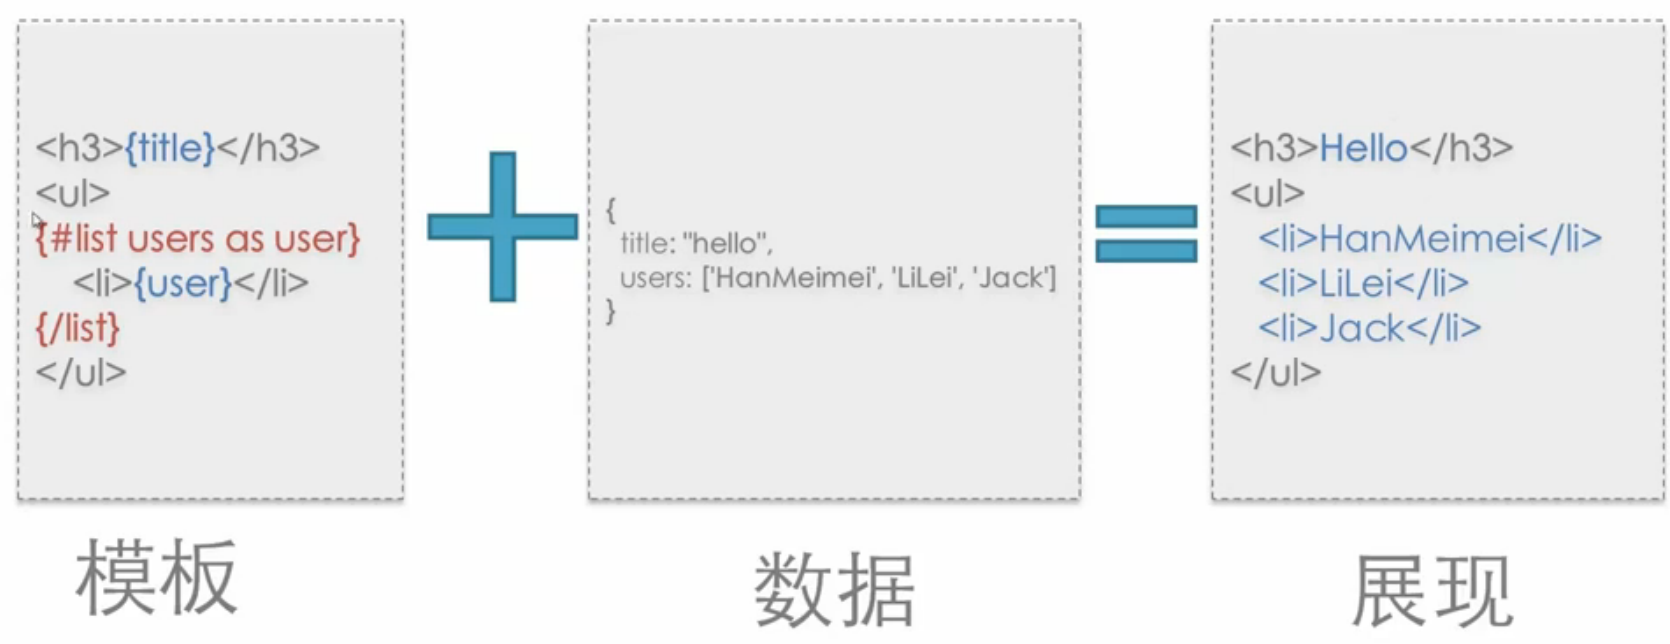 <h3>{title}</h3>
<ul>
{#list users as user}
<li>{user}</li>
{/list}
</ul>
模板
{
title: "hello",
users: ['HanMeimei', 'LiLei', 'Jack']
}
数据
<h3>Hello</h3>
<ul>
<li>HanMeimei</li>
<li>LiLei</li>
<li>Jack</li>
</ul>
展现